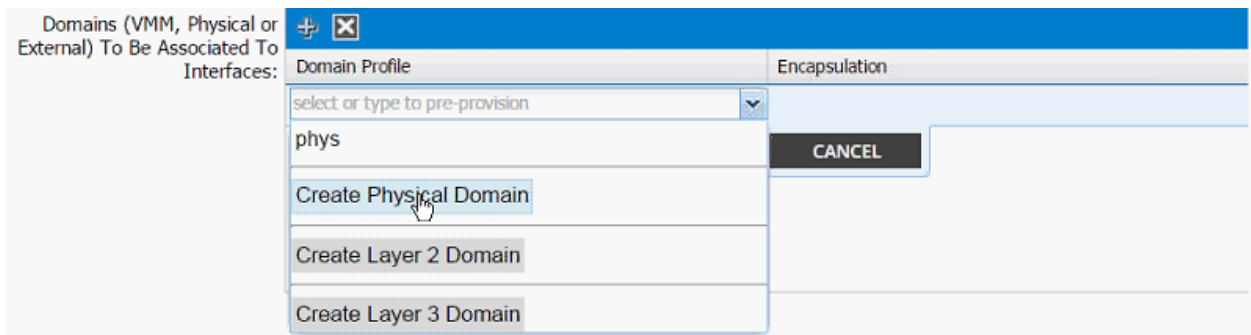 Domains (VMM, Physical or
External) To Be Associated To
Interfaces:
Domain Profile
Encapsulation
select or type to pre-provision
phys
CANCEL
Create Physical Domain
Create Layer 2 Domain
Create Layer 3 Domain